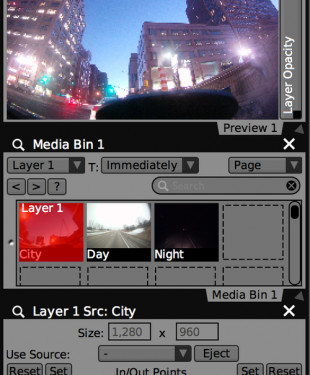 Layer Opacity
Preview 1
Media Bin 1
Layer 1 T: Immediately Page
< > ? Search
Layer 1
City Day Night
Media Bin 1
Layer 1 Src: City
Size: 1,280 x 960
Use Source: - Eject
Reset Set In/Out Points Set Reset